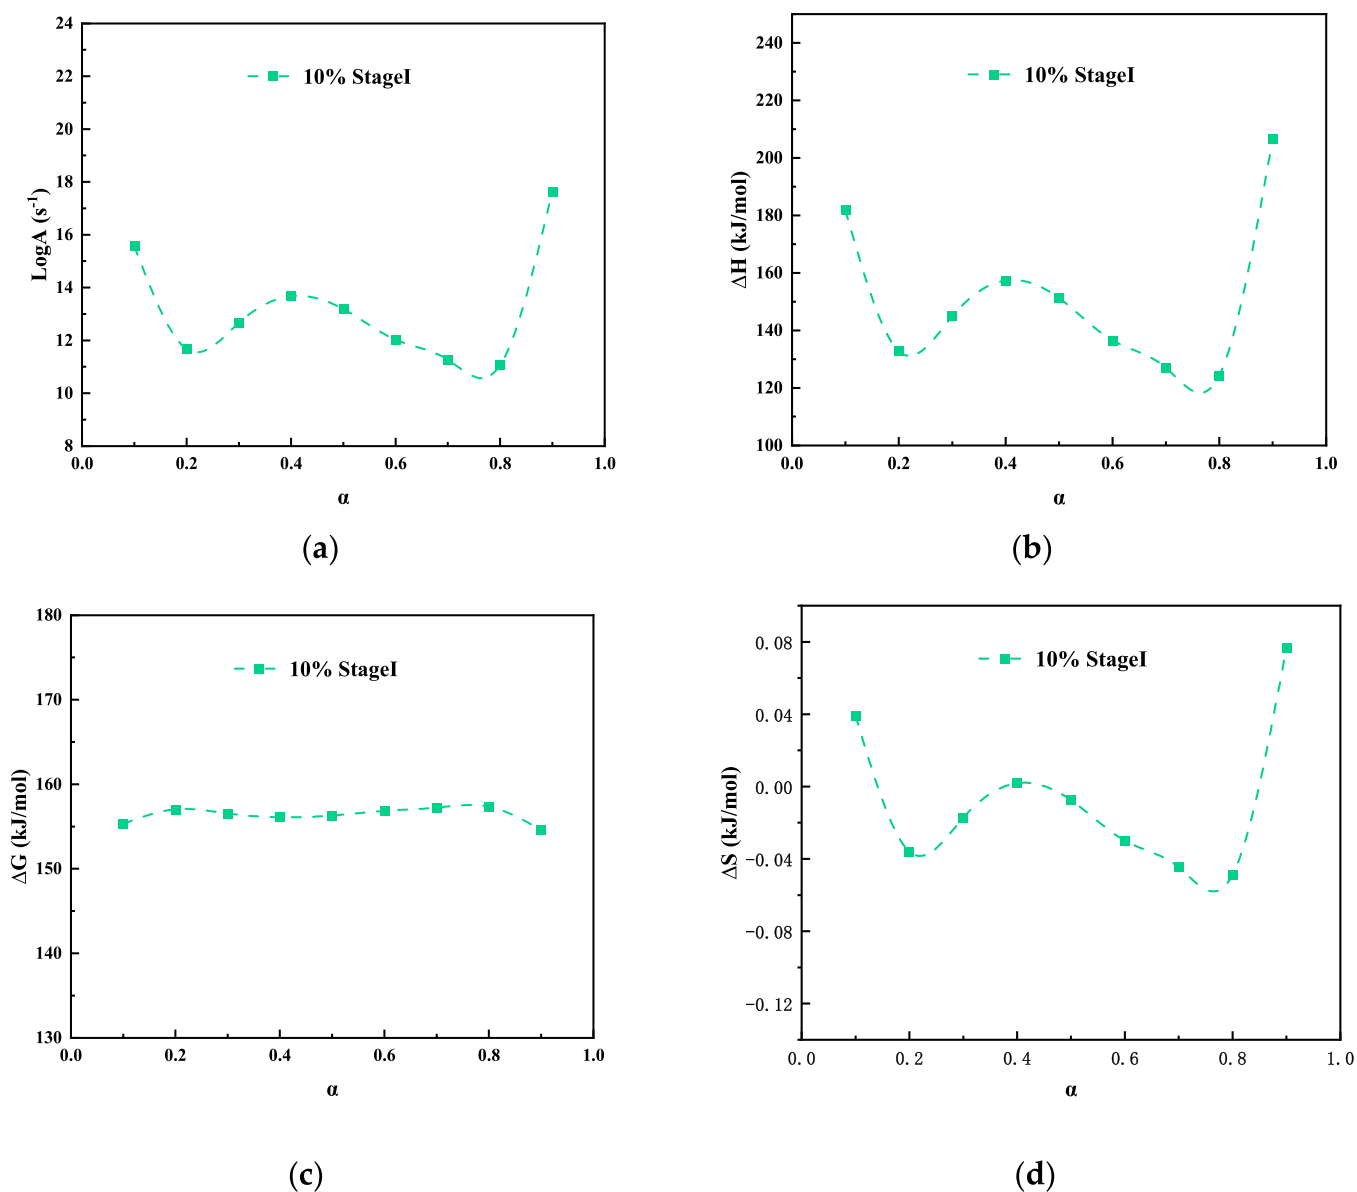 24
22
20
18
16
14
12
10
8
LogA (s-1)
10% StageI
0.0 0.2 0.4 0.6 0.8 1.0
α
(a)
240
220
200
180
160
140
120
100
ΔH (kJ/mol)
10% StageI
0.0 0.2 0.4 0.6 0.8 1.0
α
(b)
180
170
160
150
140
130
ΔG (kJ/mol)
10% StageI
0.0 0.2 0.4 0.6 0.8 1.0
α
(c)
0.08
0.04
0.00
-0.04
-0.08
-0.12
ΔS (kJ/mol)
10% StageI
0.0 0.2 0.4 0.6 0.8 1.0
α
(d)